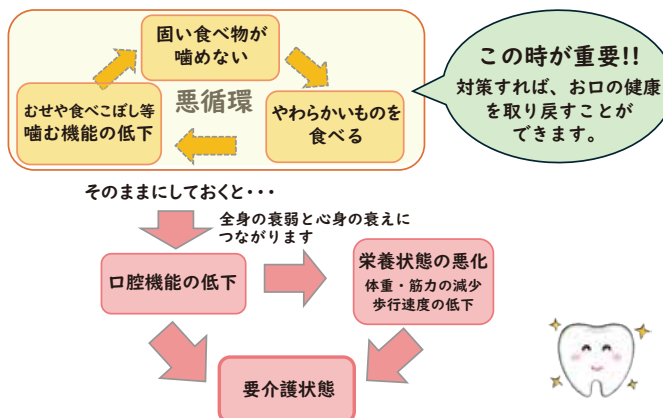 固い食べ物が
噛めない
むせや食べこぼし等
噛む機能の低下
悪循環
やわらかいものを
食べる
この時が重要!!
対策すれば、お口の健康
を取り戻すことが
できます。
そのままにしておくと・・・
全身の衰弱と心身の衰えに
つながります
口腔機能の低下
栄養状態の悪化
体重・筋力の減少
歩行速度の低下
要介護状態